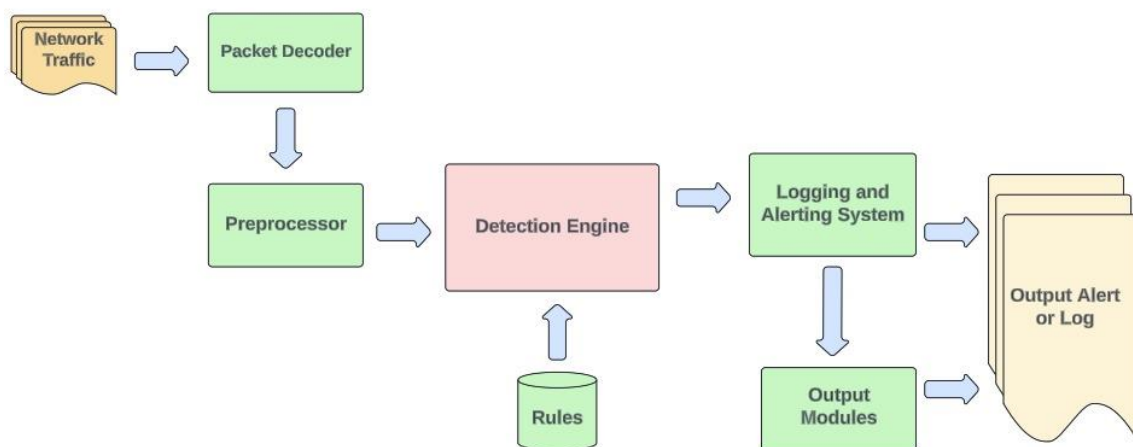 Network
Traffic
Packet Decoder
Preprocessor
Detection Engine
Rules
Logging and
Alerting System
Output
Modules
Output Alert
or Log